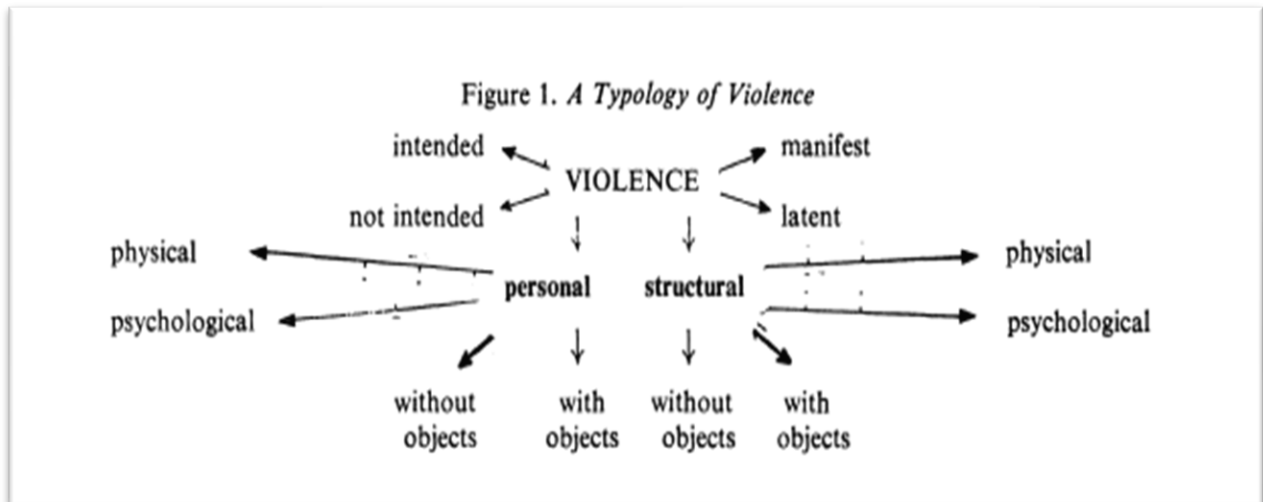 Figure 1. A Typology of Violence
intended
manifest
VIOLENCE
not intended
latent
physical
physical
personal
structural
psychological
psychological
without
objects
with
objects
without
objects
with
objects